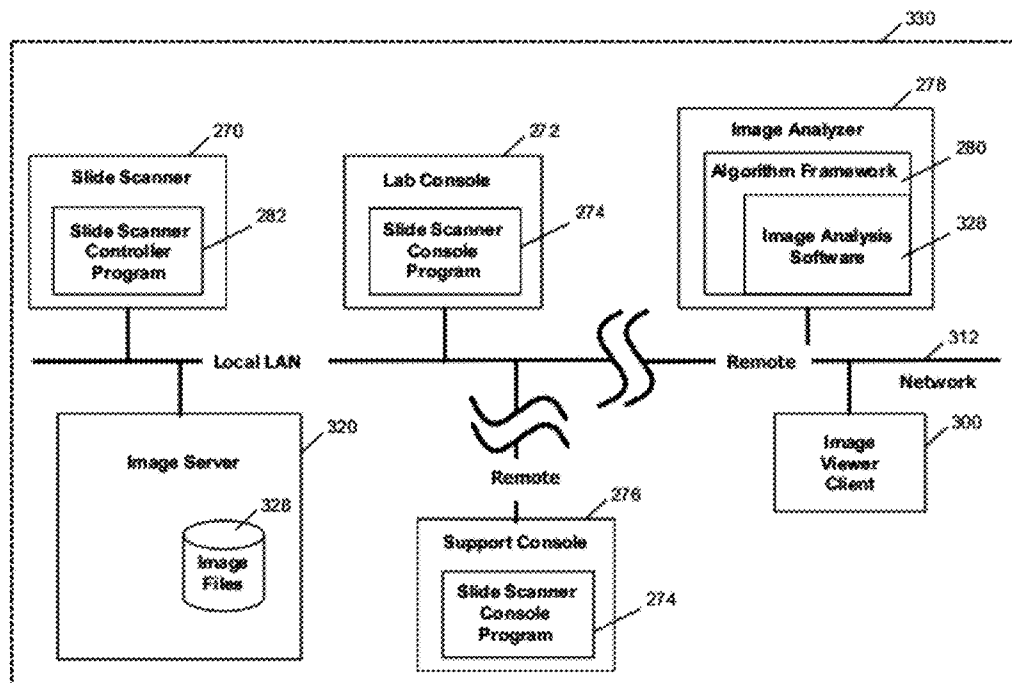 330
278
Image Analyzer
280
Algorithm Framework
328
Image Analysis
Software
270
Slide Scanner
282
Slide Scanner
Controller
Program
272
Lab Console
274
Slide Scanner
Console
Program
Local LAN
Remote
312
Network
320
Image Server
328
Image
Files
Remote
276
Support Console
Slide Scanner
Console
Program
274
300
Image
Viewer
Client